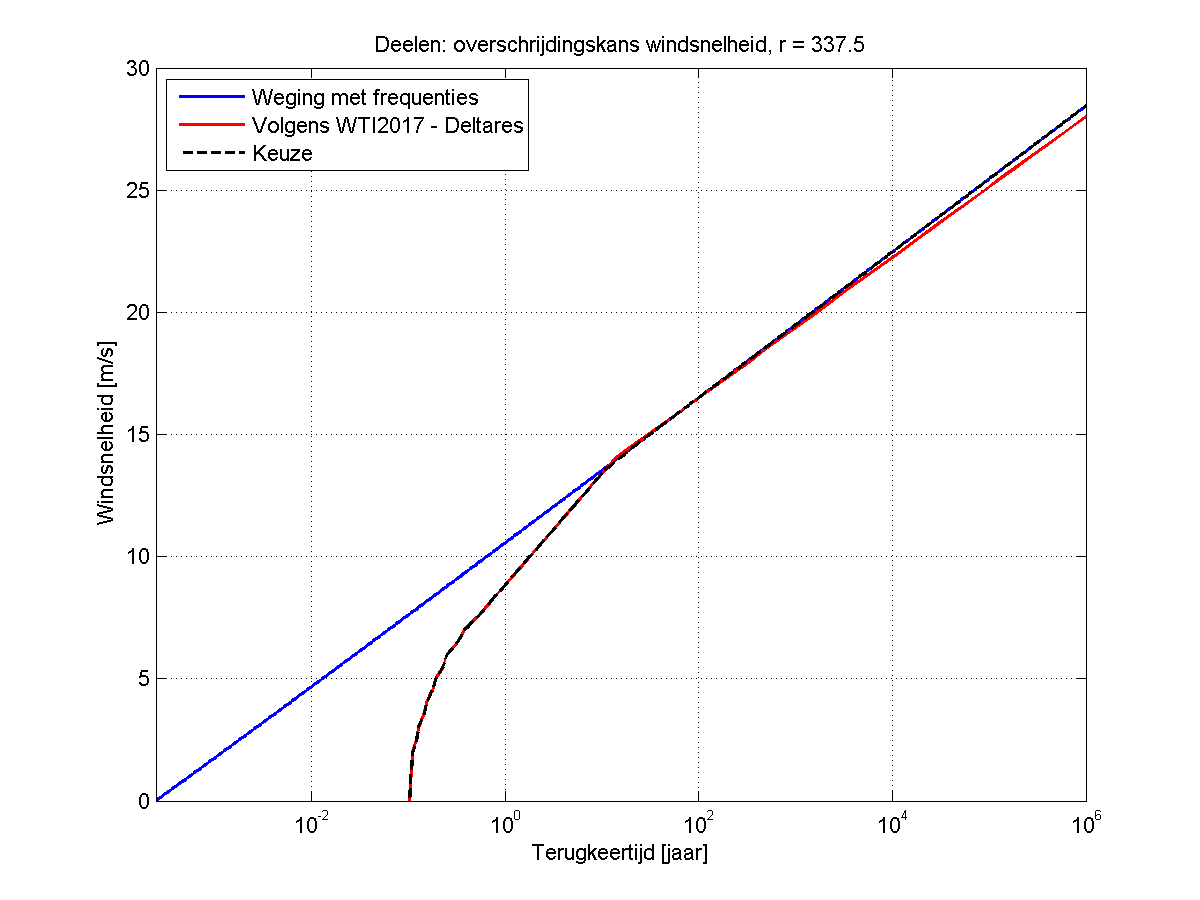 Deelen: overschrijdingskans windsnelheid, r = 337.5
30
25
20
15
10
5
0
Windsnelheid [m/s]
Weging met frequenties
Volgens WTI2017 - Deltares
Keuze
10^-2
10^0
10^2
10^4
10^6
Terugkeertijd [jaar]